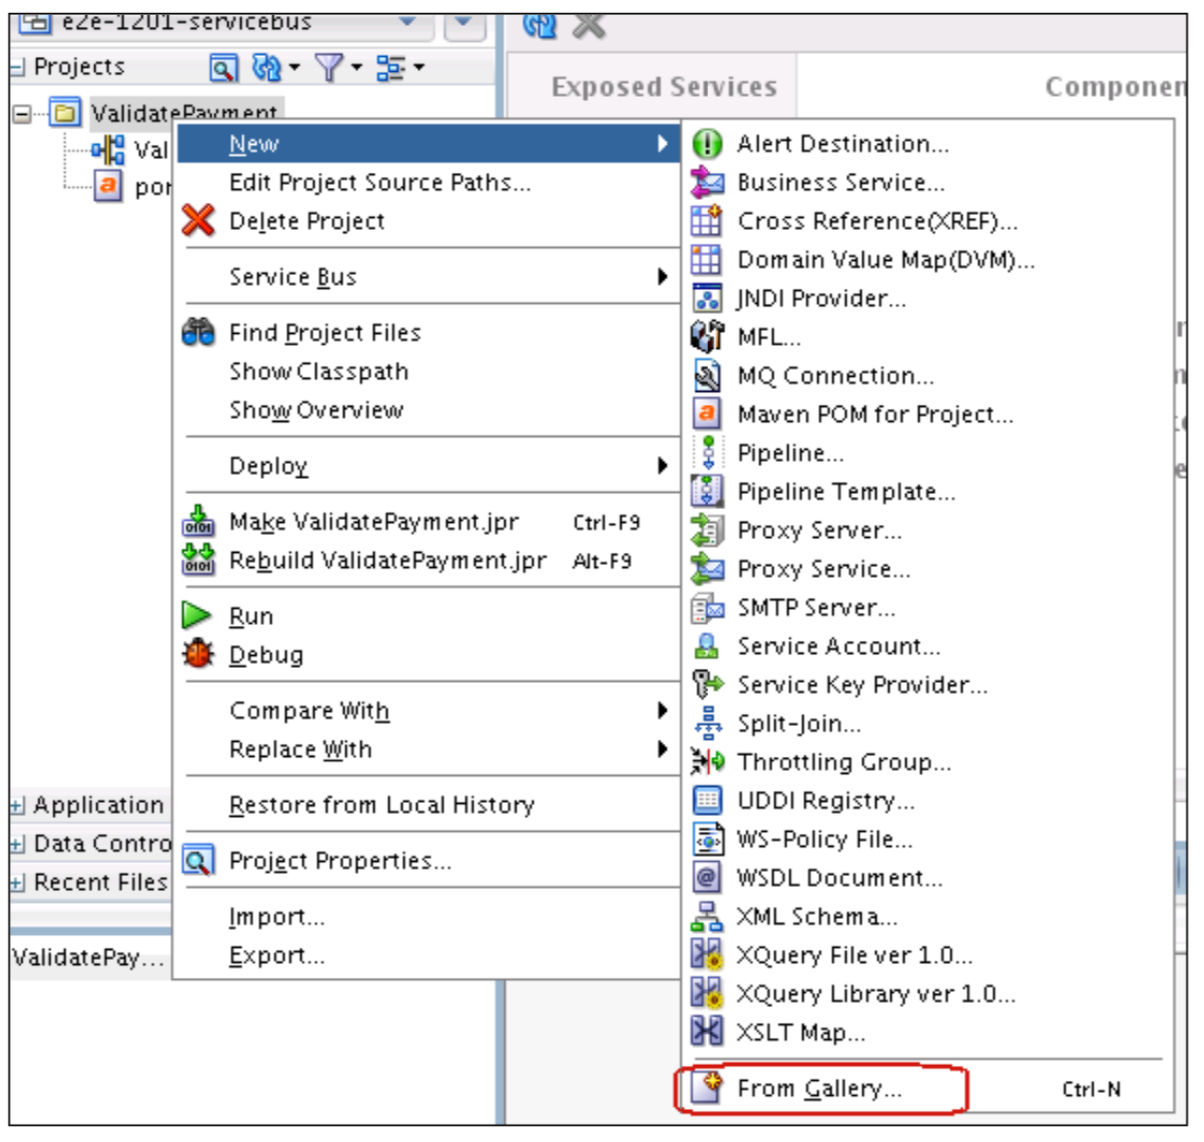 e2e-1201-servicebus
Projects
Exposed Services
Componen
ValidatePayment
Val
por
New
Edit Project Source Paths...
Delete Project
Service Bus
Find Project Files
Show Classpath
Show Overview
Deploy
Make ValidatePayment.jpr Ctrl-F9
Rebuild ValidatePayment.jpr Alt-F9
Run
Debug
Compare With
Replace With
Restore from Local History
Project Properties...
Import...
Export...
Alert Destination...
Business Service...
Cross Reference(XREF)...
Domain Value Map(DVM)...
JNDI Provider...
MFL...
MQ Connection...
Maven POM for Project...
Pipeline...
Pipeline Template...
Proxy Server...
Proxy Service...
SMTP Server...
Service Account...
Service Key Provider...
Split-Join...
Throttling Group...
UDDI Registry...
WS-Policy File...
WSDL Document...
XML Schema...
XQuery File ver 1.0...
XQuery Library ver 1.0...
XSLT Map...
From Gallery... Ctrl-N
Application
Data Contro
Recent Files
ValidatePay...